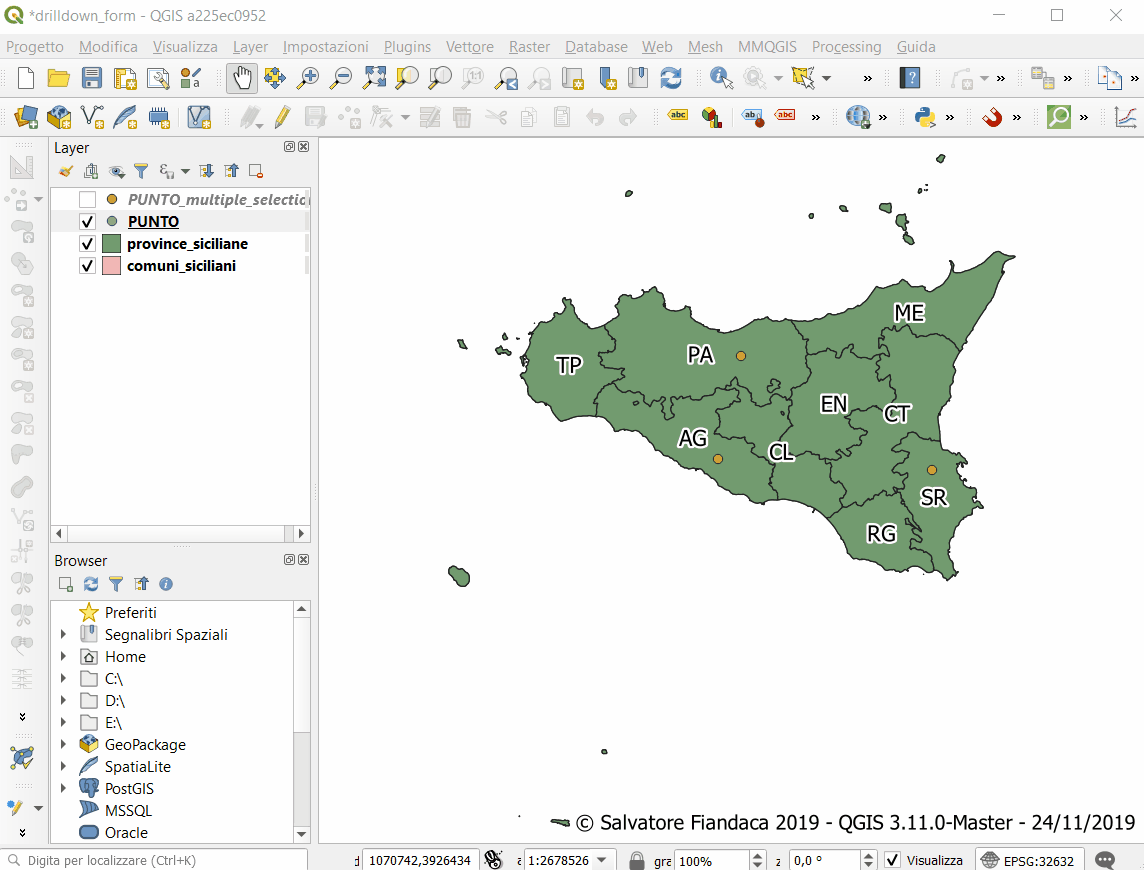 *drilldown_form - QGIS a225ec0952
Progetto Modifica Visualizza Layer Impostazioni Plugins Vettore Raster Database Web Mesh MMQGIS Processing Guida
Layer
PUNTO_multiple_selectio
PUNTO
province_siciliane
comuni_siciliani
Browser
Preferiti
Segnalibri Spaziali
Home
C:\
D:\
E:\
GeoPackage
SpatiaLite
PostGIS
MSSQL
Oracle
ME
PA
TP
EN
CT
AG
CL
SR
RG
© Salvatore Fiandaca 2019 - QGIS 3.11.0-Master - 24/11/2019
Digita per localizzare (Ctrl+K) 1070742,3926434 1:2678526 gra 100% z 0,0 ° Visualizza EPSG:32632